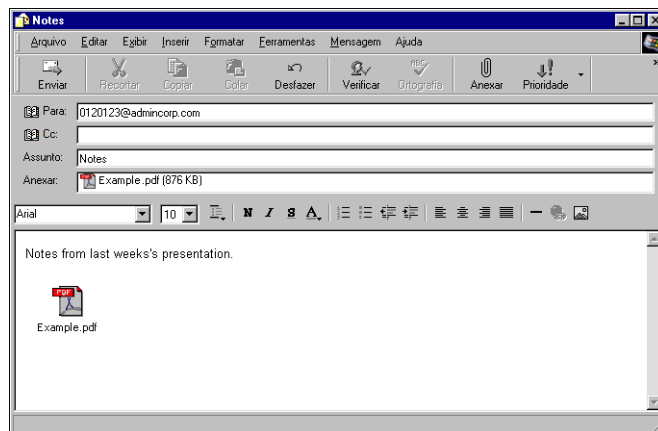 Notes
Arquivo Editar Exibir Inserir Formatar Ferramentas Mensagem Ajuda
Enviar Recortar Copiar Colar Desfazer Verificar Ortografia Anexar Prioridade
Para: 0120123@admincorp.com
Cc:
Assunto: Notes
Anexar: Example.pdf (876 KB)
Arial 10 N I S A
Notes from last weeks's presentation.
PDF
Example.pdf